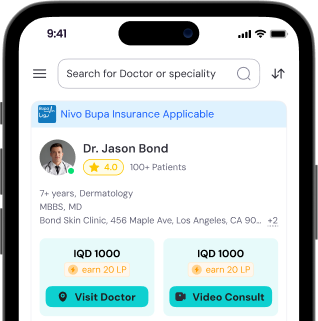 9:41
Search for Doctor or speciality
Nivo Bupa Insurance Applicable
Dr. Jason Bond
4.0 100+ Patients
7+ years, Dermatology
MBBS, MD
Bond Skin Clinic, 456 Maple Ave, Los Angeles, CA 90... +2
IQD 1000 IQD 1000
earn 20 LP earn 20 LP
Visit Doctor Video Consult